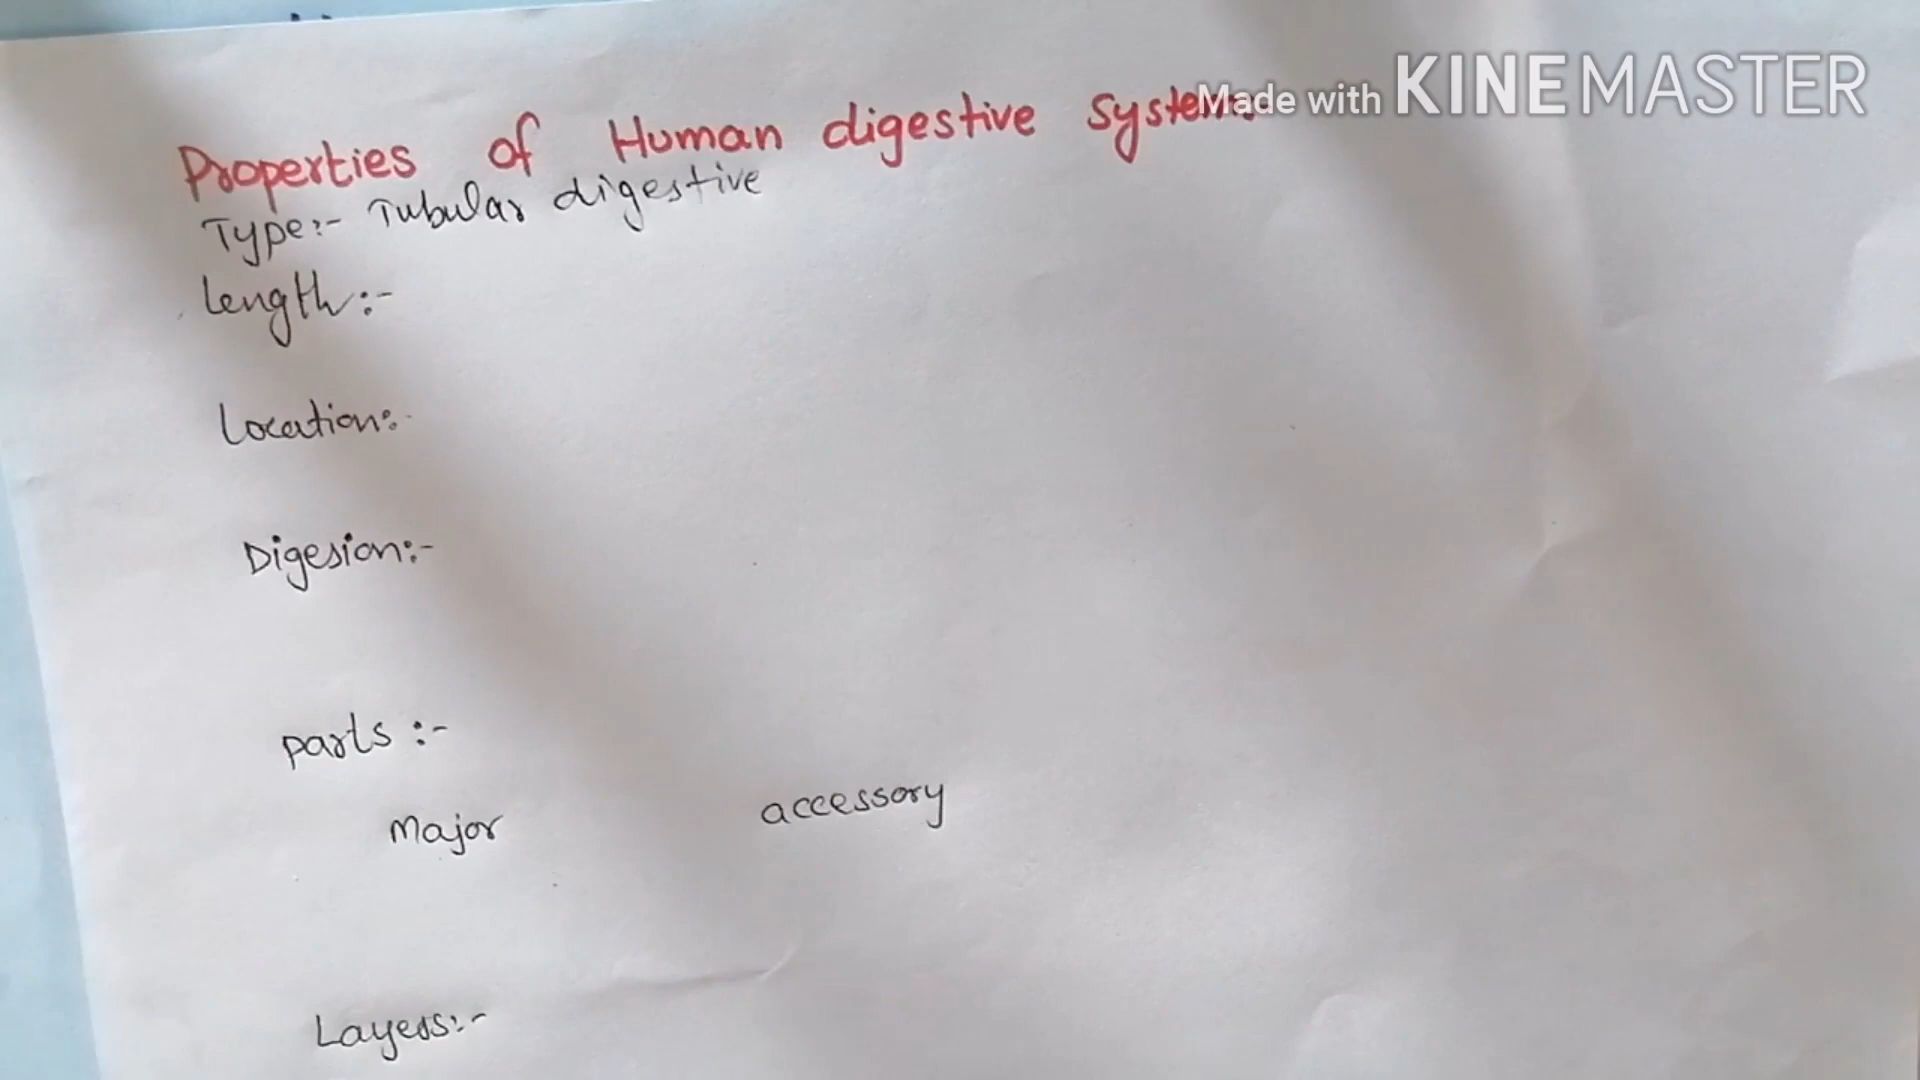 Made with KINEMASTER
Properties of Human digestive system:-
Type:- Tubular digestive
Length:-
Location:-
Digesion:-
parts :-
Major accessory
Layers:-